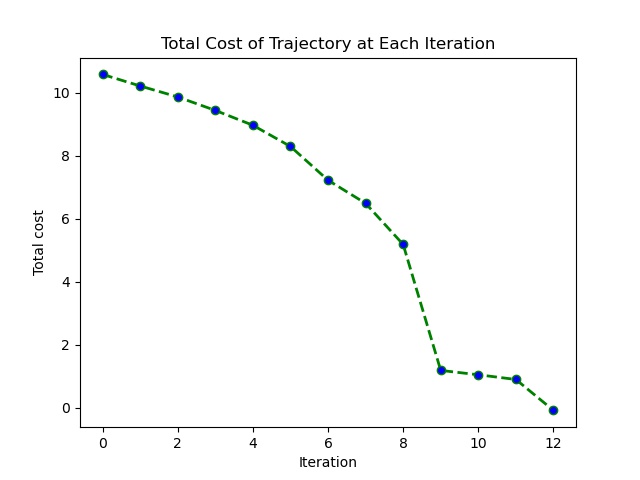 Total Cost of Trajectory at Each Iteration
10
8
6
4
2
0
Total cost
0 2 4 6 8 10 12
Iteration